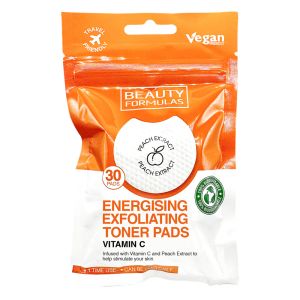 TRAVEL
FRIENDLY
Vegan
BEAUTY
FORMULAS
PEACH EXTRACT
PEACH EXTRACT
30
PADS
ENERGISING
EXFOLIATING
TONER PADS
VITAMIN C
Infused with Vitamin C and Peach Extract to
help stimulate your skin